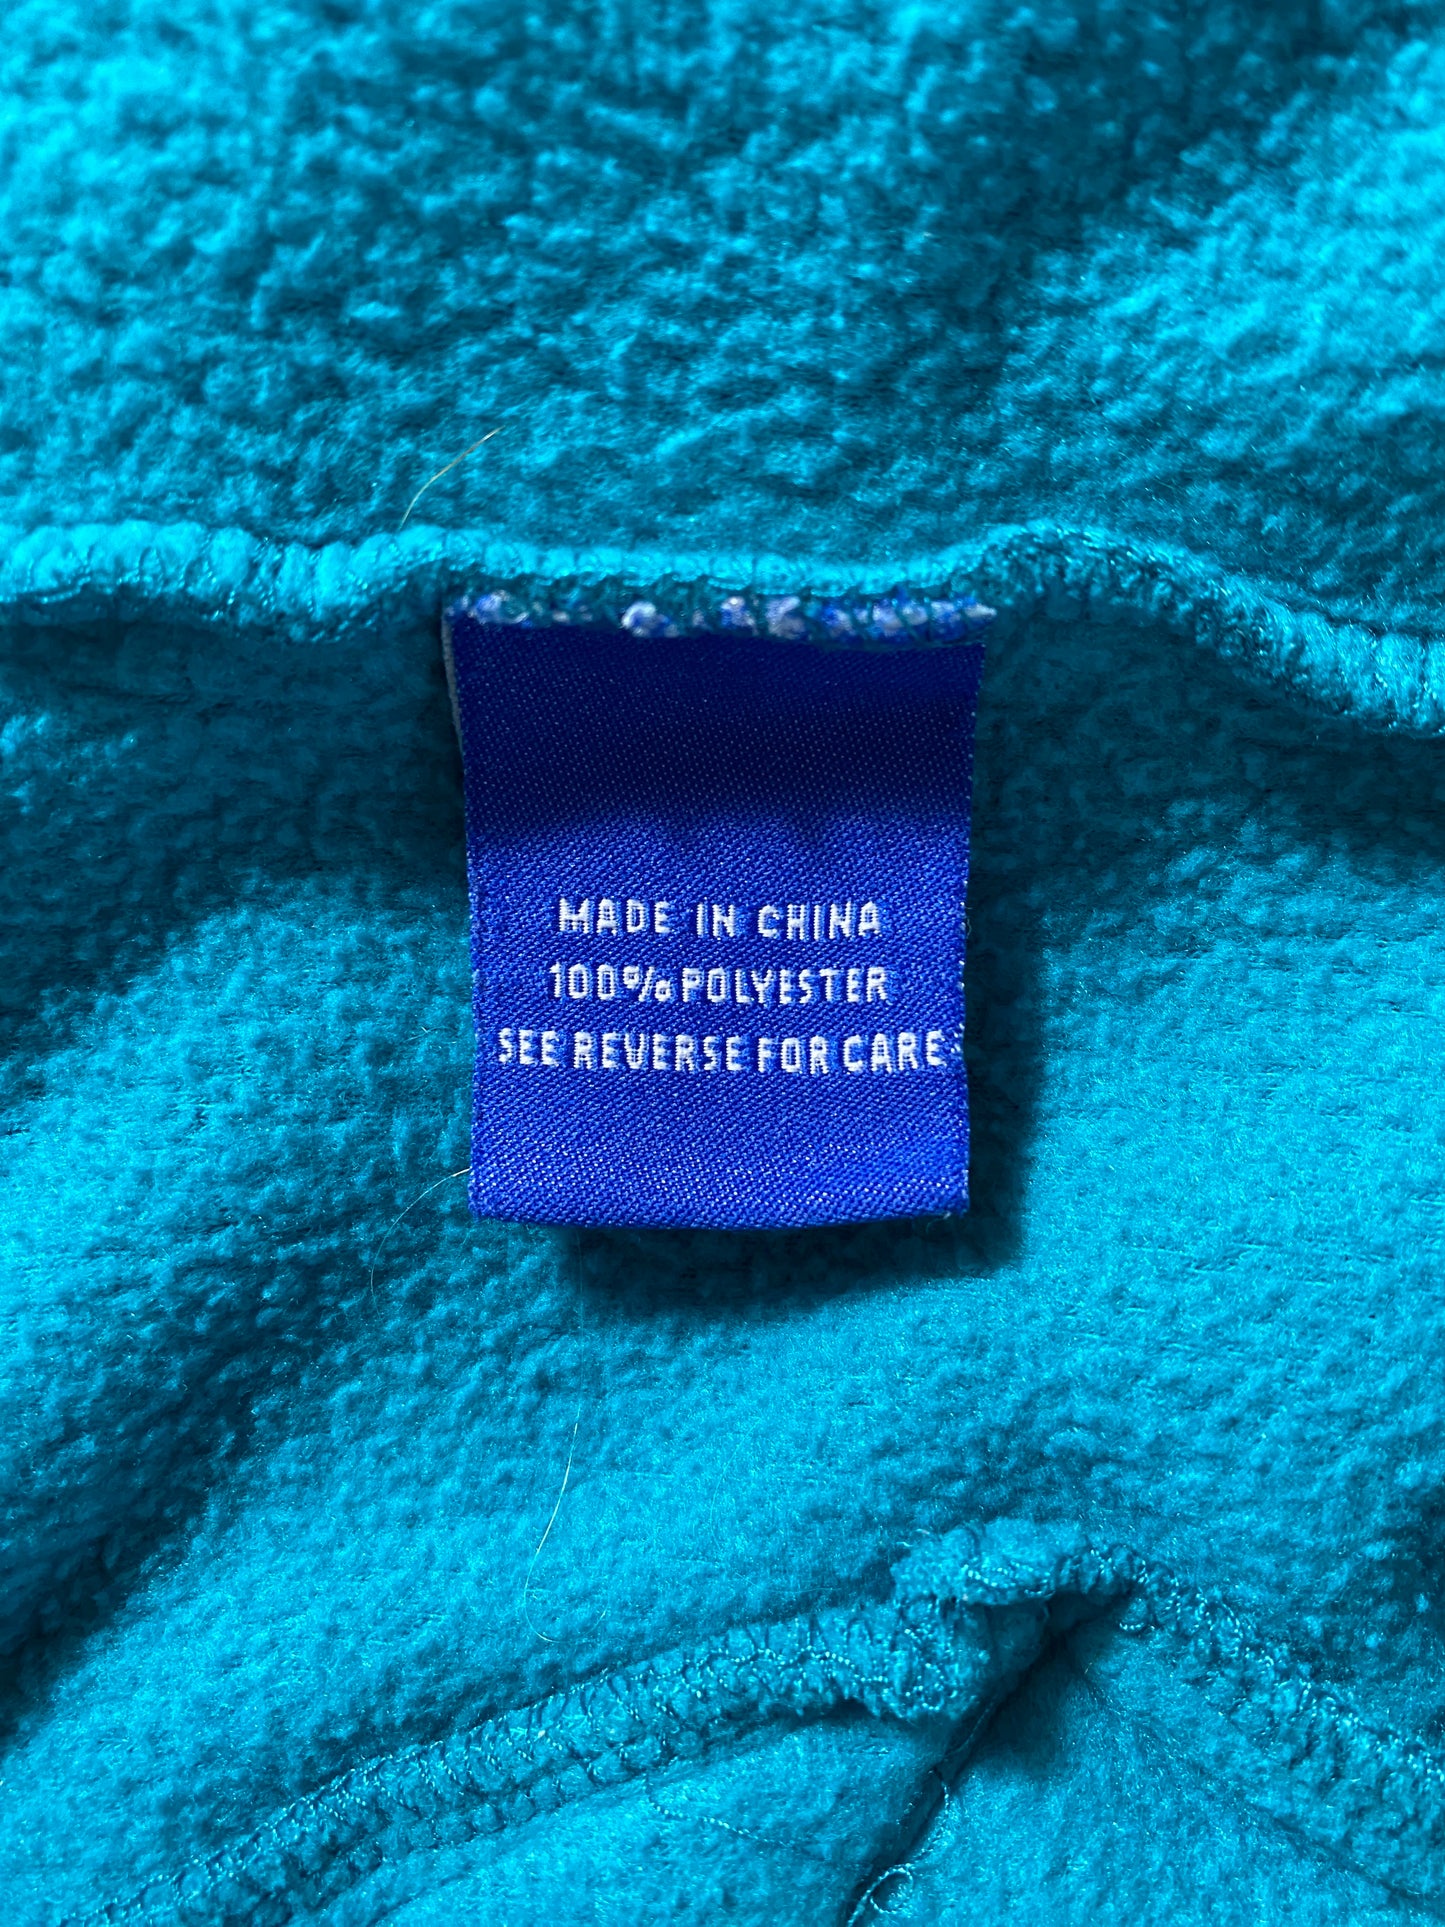 MADE IN CHINA
100% POLYESTER
SEE REVERSE FOR CARE